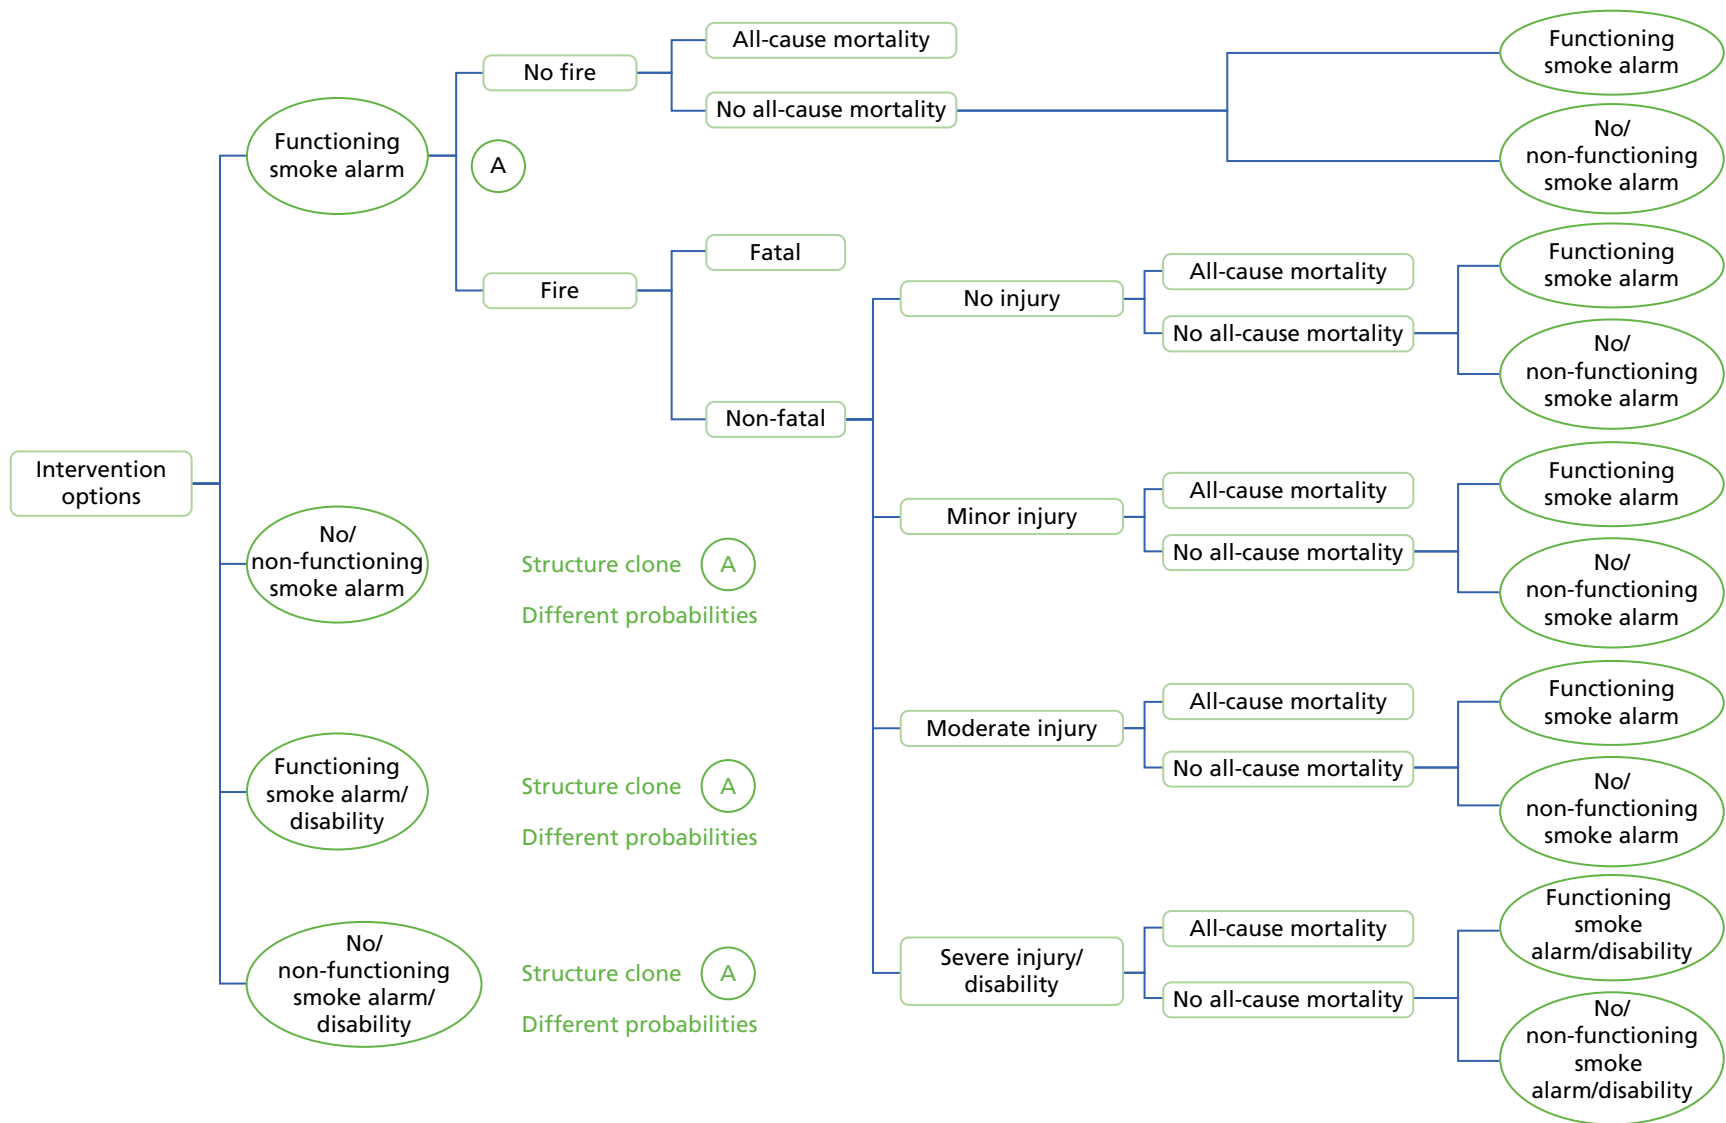 Intervention
options
Functioning
smoke alarm
A
No fire
All-cause mortality
No all-cause mortality
Functioning
smoke alarm
No/
non-functioning
smoke alarm
Fire
Fatal
Non-fatal
No injury
All-cause mortality
No all-cause mortality
Functioning
smoke alarm
No/
non-functioning
smoke alarm
Minor injury
All-cause mortality
No all-cause mortality
Functioning
smoke alarm
No/
non-functioning
smoke alarm
Moderate injury
All-cause mortality
No all-cause mortality
Functioning
smoke alarm
No/
non-functioning
smoke alarm
Severe injury/
disability
All-cause mortality
No all-cause mortality
Functioning
smoke
alarm/disability
No/
non-functioning
smoke
alarm/disability
No/
non-functioning
smoke alarm
Structure clone A
Different probabilities
Functioning
smoke alarm/
disability
Structure clone A
Different probabilities
No/
non-functioning
smoke alarm/
disability
Structure clone A
Different probabilities